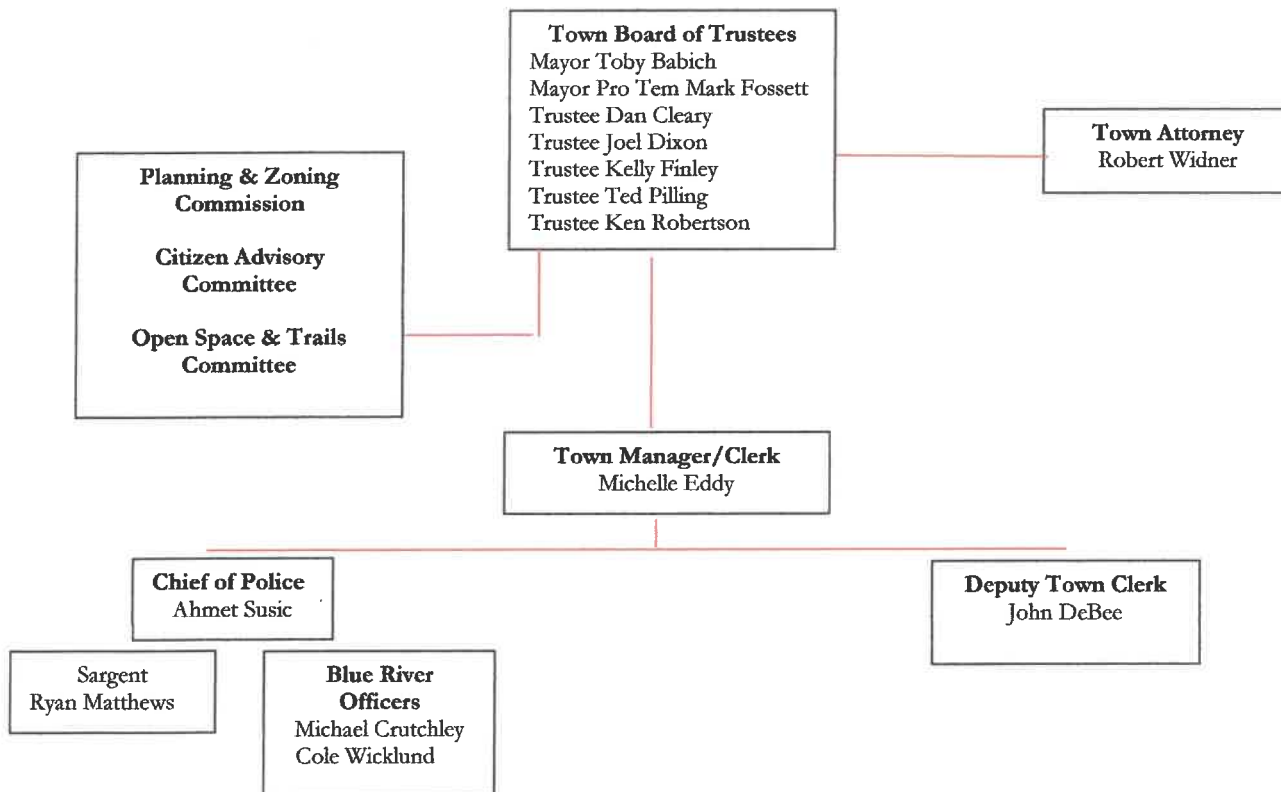 Town Board of Trustees
Mayor Toby Babich
Mayor Pro Tem Mark Fossett
Trustee Dan Cleary
Trustee Joel Dixon
Trustee Kelly Finley
Trustee Ted Pilling
Trustee Ken Robertson
Town Attorney
Robert Widner
Planning & Zoning
Commission
Citizen Advisory
Committee
Open Space & Trails
Committee
Town Manager/Clerk
Michelle Eddy
Chief of Police
Ahmet Susic
Deputy Town Clerk
John DeBee
Sargent
Ryan Matthews
Blue River
Officers
Michael Crutchley
Cole Wicklund